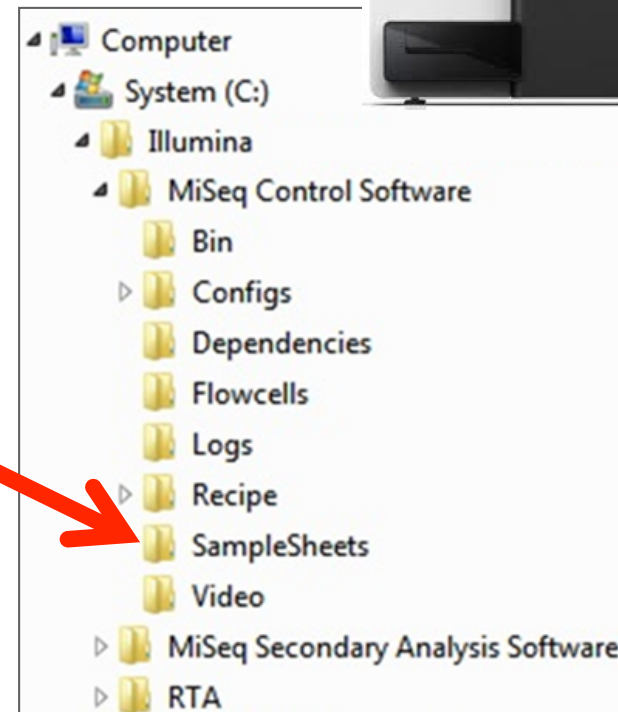 Computer
System (C:)
Illumina
MiSeq Control Software
Bin
Configs
Dependencies
Flowcells
Logs
Recipe
SampleSheets
Video
MiSeq Secondary Analysis Software
RTA